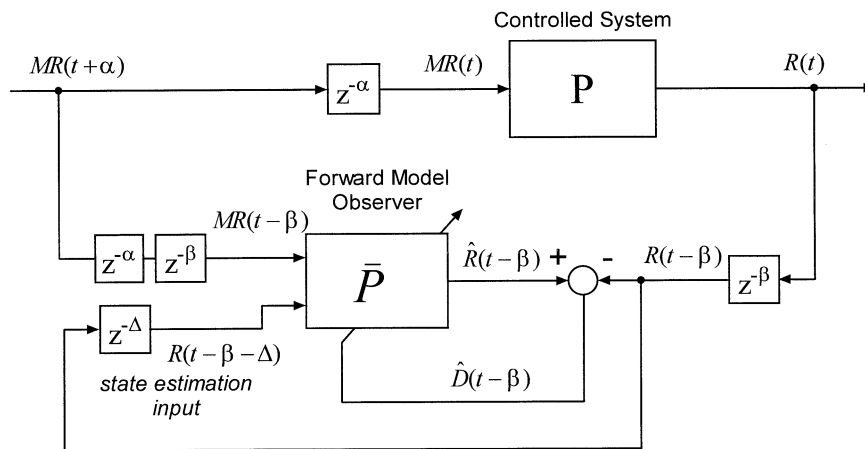 Controlled System
MR(t+α)
z⁻ᵅ
MR(t)
P
R(t)
Forward Model
Observer
MR(t−β)
z⁻ᵅ
z⁻ᵝ
P̄
R̂(t−β)
+
-
R(t−β)
z⁻ᵝ
z^-Δ
R(t−β−Δ)
state estimation
input
D̂(t−β)